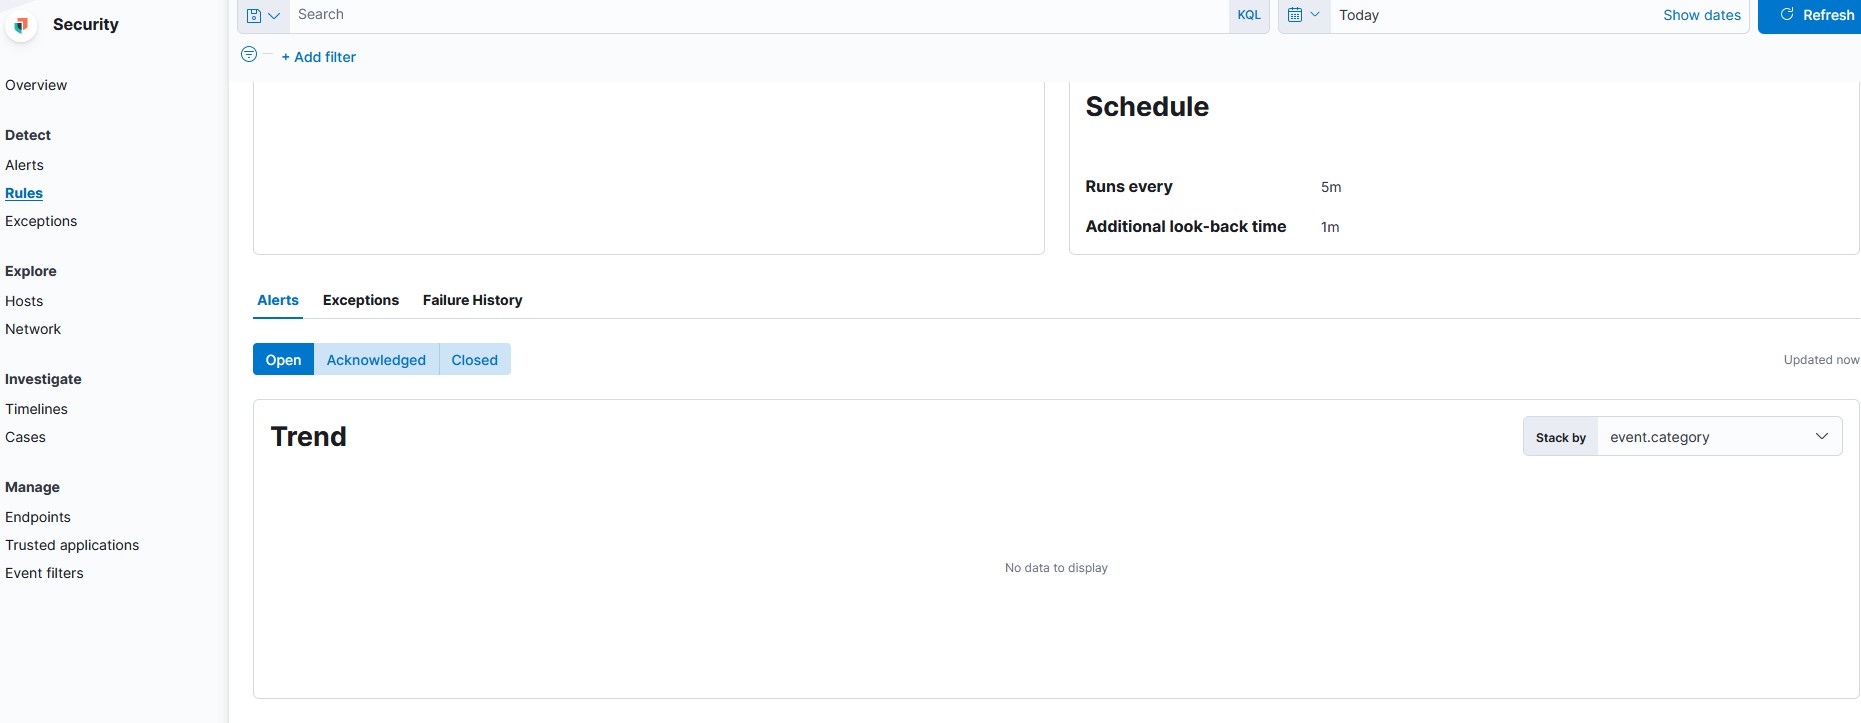 Security
Search
KQL
Today
Show dates
Refresh
+ Add filter
Overview
Detect
Alerts
Rules
Exceptions
Explore
Hosts
Network
Investigate
Timelines
Cases
Manage
Endpoints
Trusted applications
Event filters
Schedule
Runs every 5m
Additional look-back time 1m
Alerts Exceptions Failure History
Open Acknowledged Closed
Updated now
Trend
Stack by event.category
No data to display